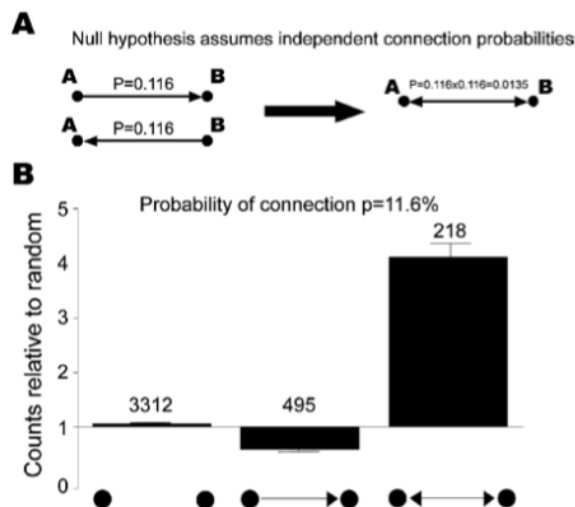 A
Null hypothesis assumes independent connection probabilities
A P=0.116 B
A P=0.116 B
A P=0.116x0.116=0.0135 B
B
Probability of connection p=11.6%
Counts relative to random
5
4
3
2
1
0
3312
495
218